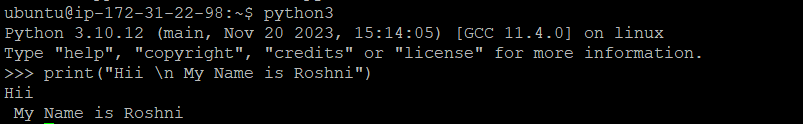 ubuntu@ip-172-31-22-98:~$ python3
Python 3.10.12 (main, Nov 20 2023, 15:14:05) [GCC 11.4.0] on linux
Type "help", "copyright", "credits" or "license" for more information.
>>> print("Hii \n My Name is Roshni")
Hii
 My Name is Roshni